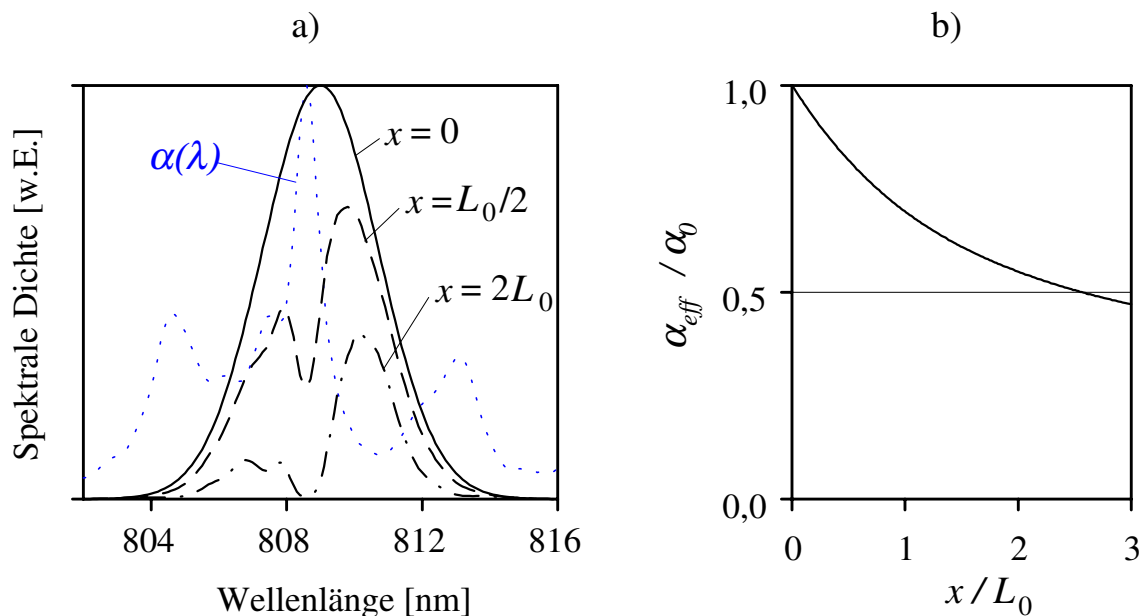 a)
Spektrale Dichte [w.E.]
α(λ)
x = 0
x = L₀/2
x = 2L₀
804 808 812 816
Wellenlänge [nm]
b)
α_eff / α₀
1,0
0,5
0,0
0 1 2 3
x / L₀